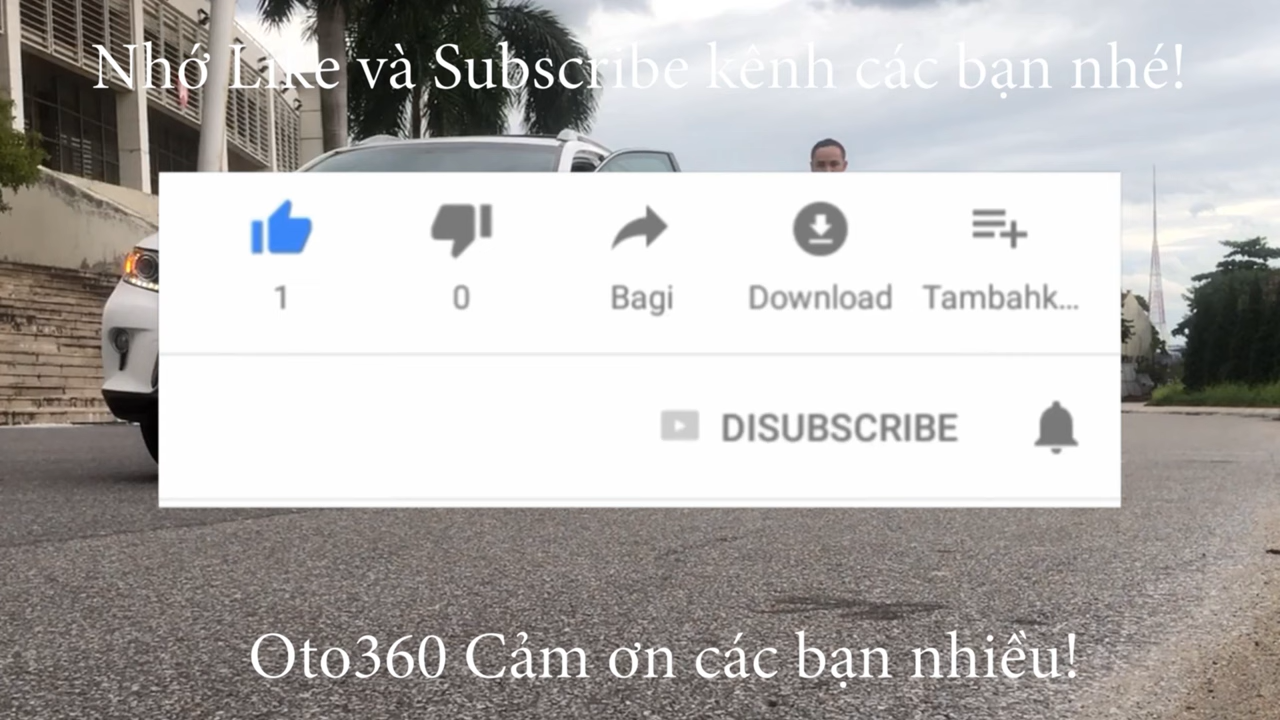 Nhớ Like và Subscribe kênh các bạn nhé!
1 0 Bagi Download Tambahk...
DISUBSCRIBE
Oto360 Cảm ơn các bạn nhiều!